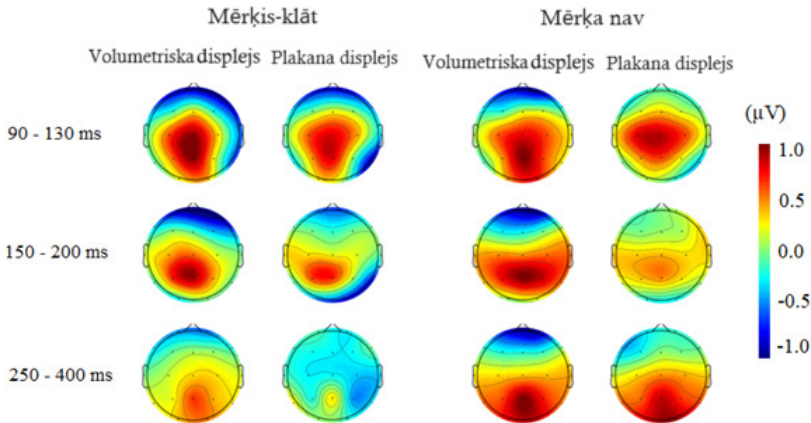 Mērķis-klāt Mērķa nav
Volumetriska displejs Plakana displejs Volumetriska displejs Plakana displejs
90 - 130 ms
(µV)
1.0
0.5
150 - 200 ms
0.0
-0.5
-1.0
250 - 400 ms